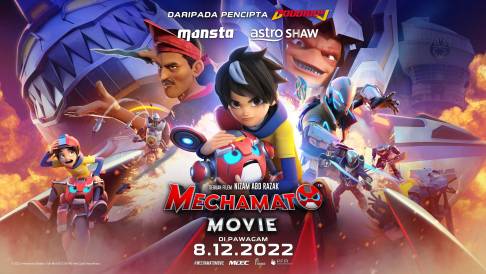 DARIPADA PENCIPTA BOBOIBOY
monsta astro SHAW
SEBUAH FILEM NIZAM ABD RAZAK
MECHAMATO
MOVIE
DI PAWAGAM
8.12.2022
#MECHAMATOMOVIE MDEC